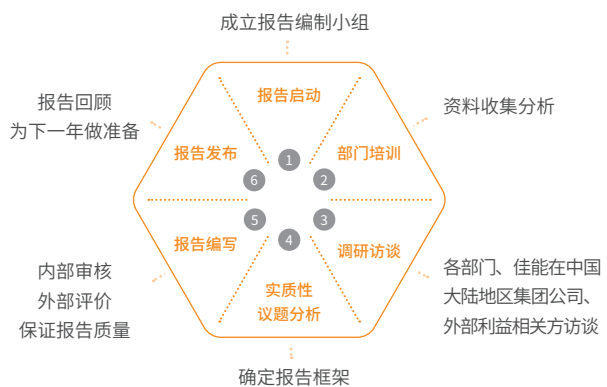 成立报告编制小组
报告启动
1
资料收集分析
部门培训
2
各部门、佳能在中国
大陆地区集团公司、
外部利益相关方访谈
调研访谈
3
确定报告框架
实质性
议题分析
4
内部审核
外部评价
保证报告质量
报告编写
5
报告回顾
为下一年做准备
报告发布
6